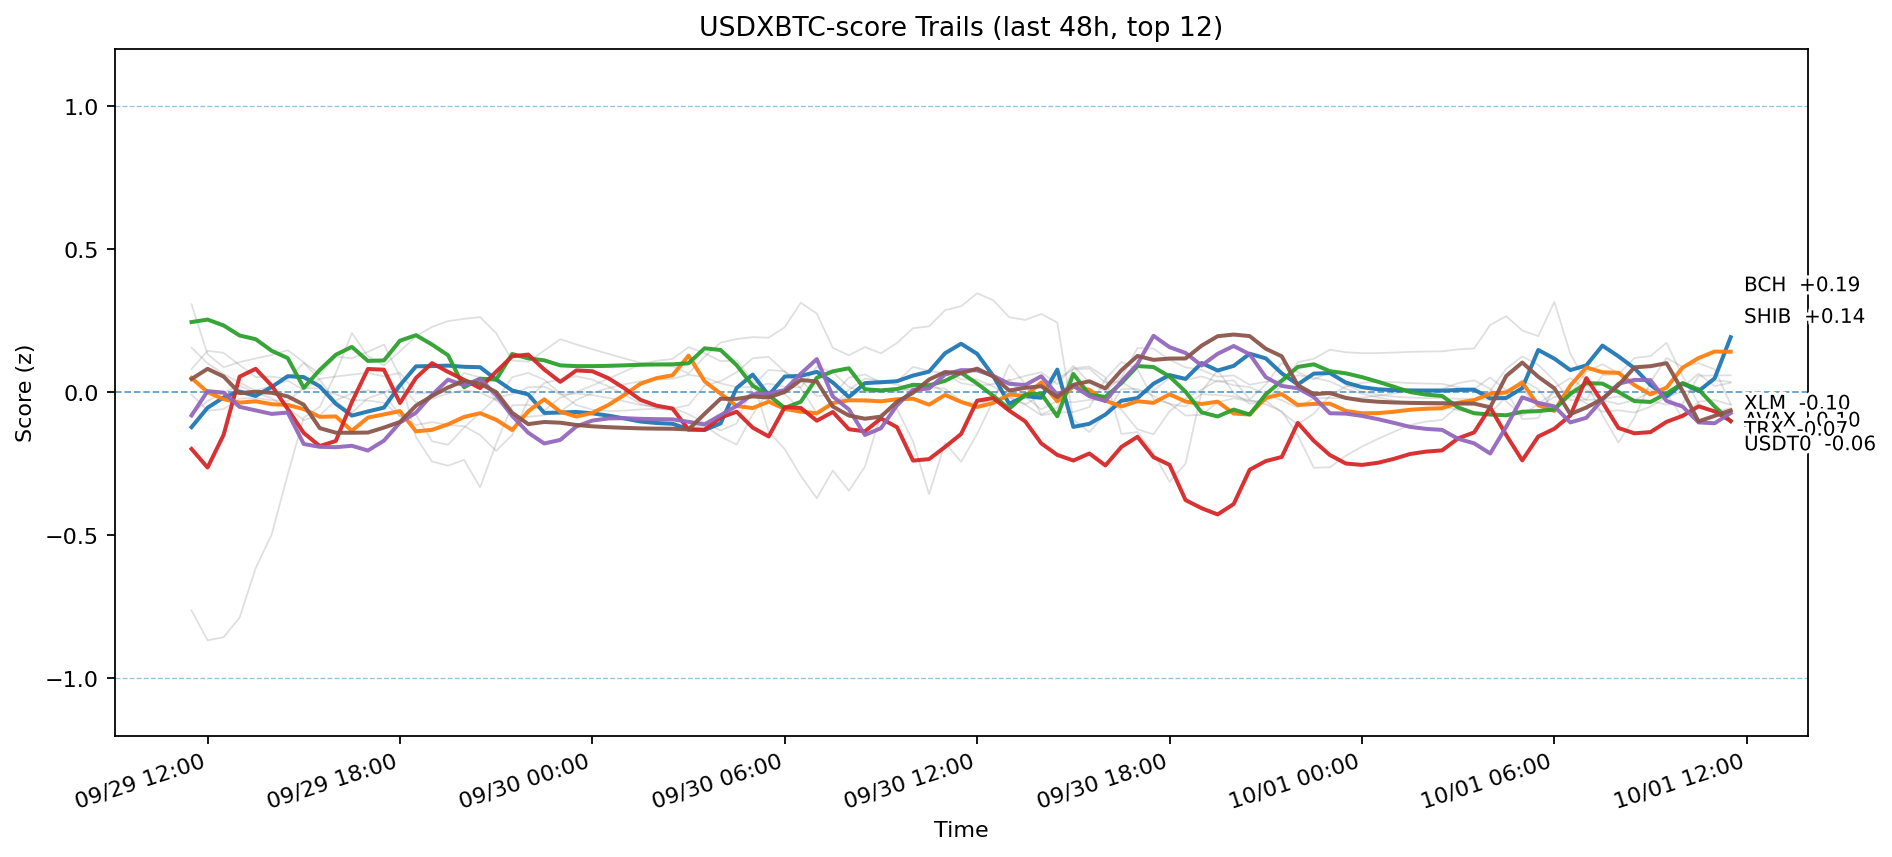 USDXBTC-score Trails (last 48h, top 12)
Score (z)
1.0
0.5
0.0
−0.5
−1.0
BCH +0.19
SHIB +0.14
XLM -0.10
AVAX -0.10
TRX -0.07
USDT0 -0.06
09/29 12:00
09/29 18:00
09/30 00:00
09/30 06:00
09/30 12:00
09/30 18:00
10/01 00:00
10/01 06:00
10/01 12:00
Time